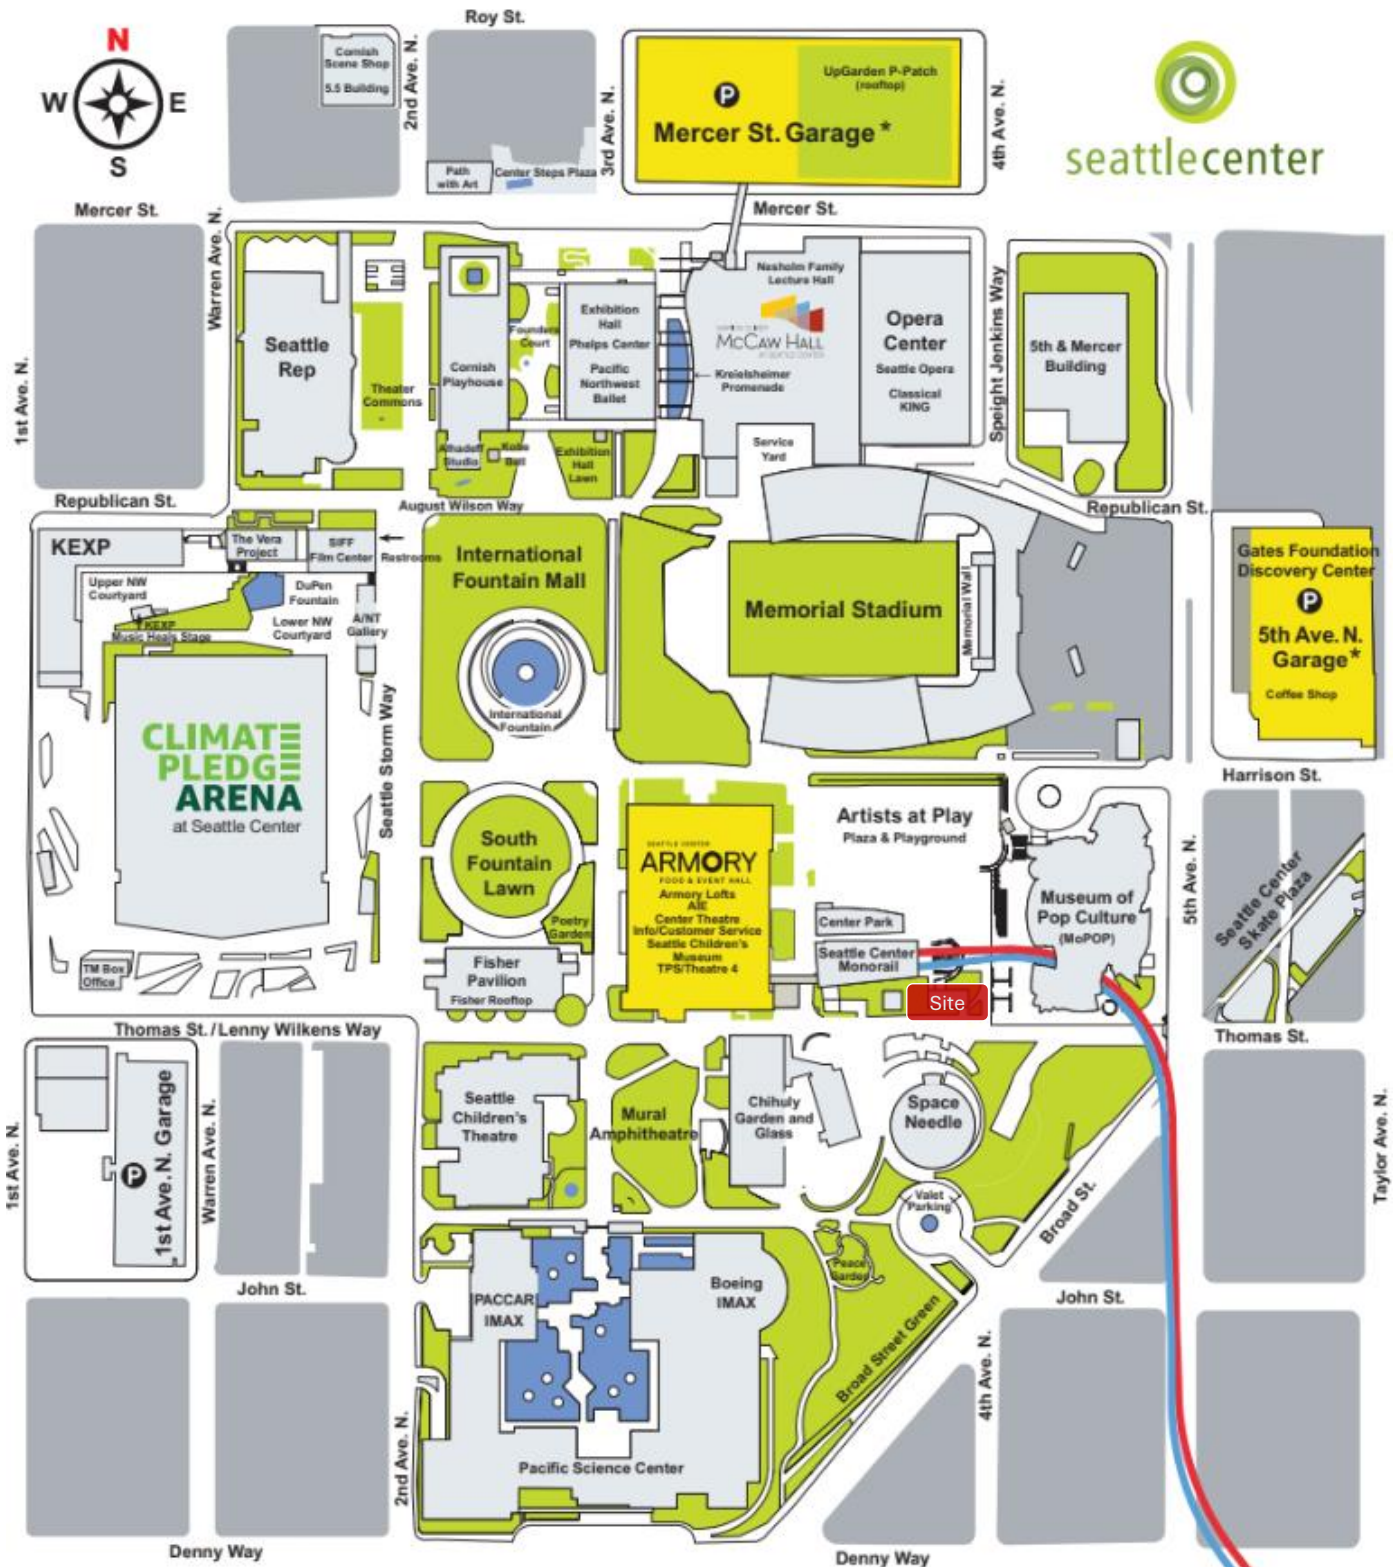 Roy St.
N
W
E
S
Cornish
Scene Shop
5.5 Building
2nd Ave. N.
Path
with Art
Center Steps Plaza
3rd Ave. N.
P
Mercer St. Garage*
UpGarden P-Patch
(rooftop)
4th Ave. N.
seattlecenter
Mercer St.
Mercer St.
Warren Ave. N.
1st Ave. N.
Seattle
Rep
Theater
Commons
Cornish
Playhouse
Founders
Court
Alhadeff
Studio
Kobe
Bell
Exhibition
Hall
Phelps Center
Pacific
Northwest
Ballet
Exhibition
Hall
Lawn
Nesholm Family
Lecture Hall
McCAW HALL
AT SEATTLE CENTER
Kreielsheimer
Promenade
Service
Yard
Opera
Center
Seattle Opera
Classical
KING
Speight Jenkins Way
5th & Mercer
Building
Republican St.
August Wilson Way
Republican St.
KEXP
The Vera
Project
SIFF
Film Center
Restrooms
Upper NW
Courtyard
DuPen
Fountain
KEXP
Music Heals Stage
Lower NW
Courtyard
A/NT
Gallery
International
Fountain Mall
International
Fountain
Memorial Stadium
Memorial Wall
Gates Foundation
Discovery Center
P
5th Ave. N.
Garage*
Coffee Shop
Harrison St.
CLIMATE
PLEDGE
ARENA
at Seattle Center
Seattle Storm Way
South
Fountain
Lawn
Poetry
Garden
SEATTLE CENTER
ARMORY
FOOD & EVENT HALL
Armory Lofts
AIE
Center Theatre
Info/Customer Service
Seattle Children's
Museum
TPS/Theatre 4
Artists at Play
Plaza & Playground
Center Park
Seattle Center
Monorail
Site
Museum of
Pop Culture
(MoPOP)
5th Ave. N.
Seattle Center
Skate Plaza
TM Box
Office
Fisher
Pavilion
Fisher Rooftop
Thomas St. / Lenny Wilkens Way
Thomas St.
1st Ave. N.
P
1st Ave. N. Garage
Warren Ave. N.
Seattle
Children's
Theatre
Mural
Amphitheatre
Chihuly
Garden and
Glass
Space
Needle
Valet
Parking
Broad St.
Taylor Ave. N.
John St.
PACCAR
IMAX
Boeing
IMAX
Peace
Garden
Broad Street Green
John St.
4th Ave. N.
2nd Ave. N.
Pacific Science Center
Denny Way
Denny Way